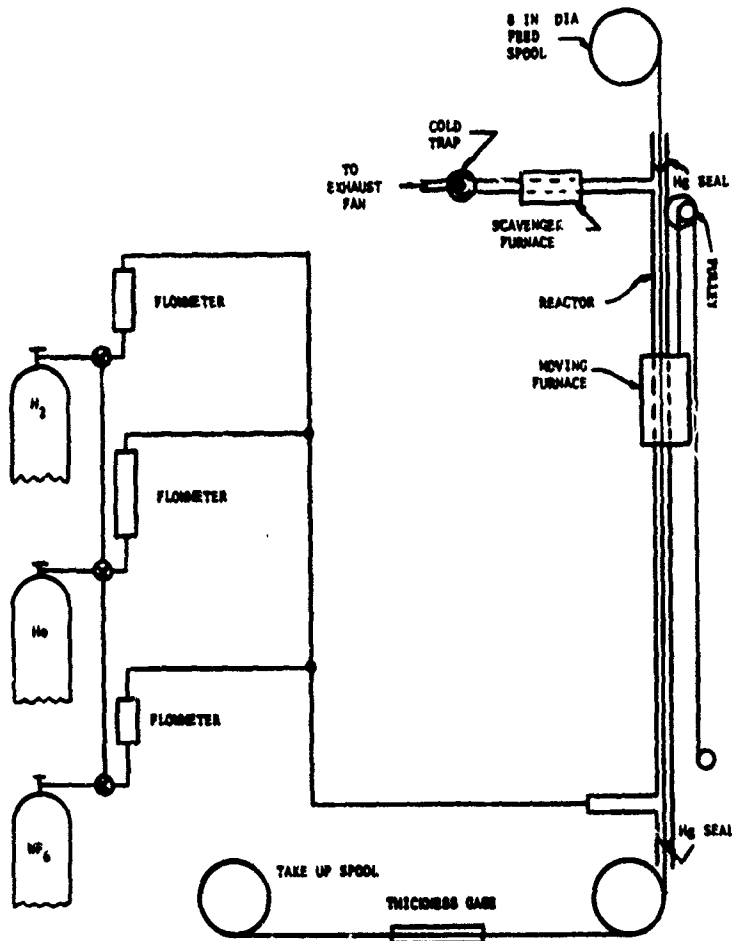 8 IN DIA
FEED
SPOOL
COLD
TRAP
TO
EXHAUST
FAN
Hg SEAL
SCAVENGER
FURNACE
PULLEY
FLOWMETER
REACTOR
MOVING
FURNACE
H2
FLOWMETER
He
FLOWMETER
WF6
Hg SEAL
TAKE UP SPOOL
THICKNESS GAGE